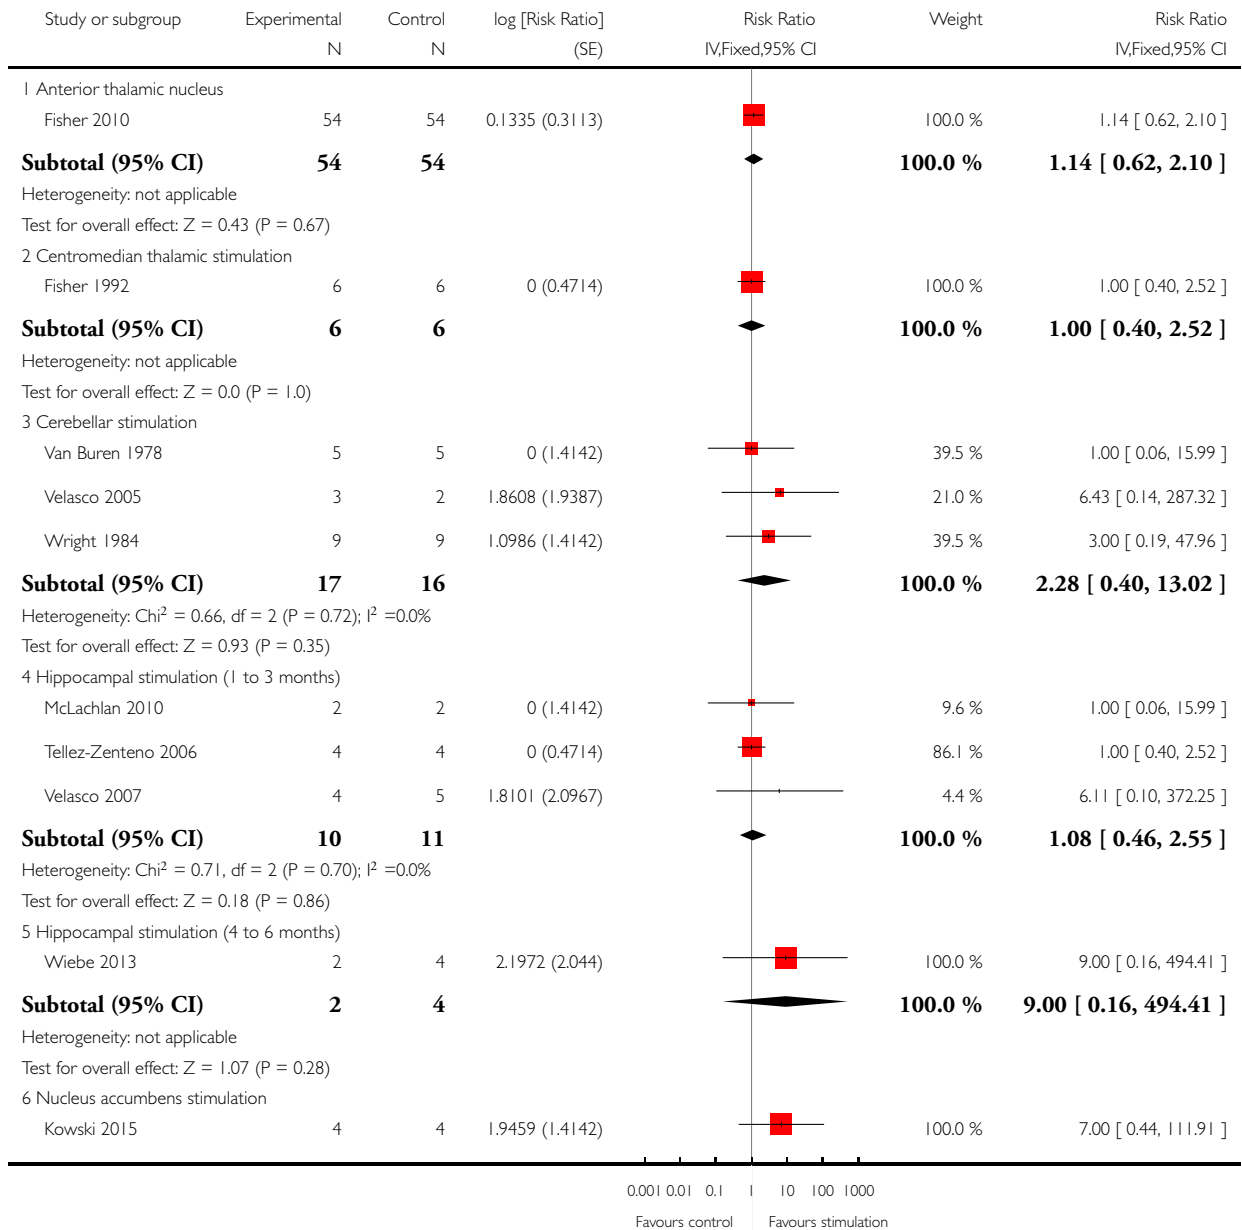 Study or subgroup Experimental Control log [Risk Ratio] Risk Ratio Weight Risk Ratio
N N (SE) IV,Fixed,95% CI IV,Fixed,95% CI
1 Anterior thalamic nucleus
Fisher 2010 54 54 0.1335 (0.3113) 100.0 % 1.14 [ 0.62, 2.10 ]
Subtotal (95% CI) 54 54 100.0 % 1.14 [ 0.62, 2.10 ]
Heterogeneity: not applicable
Test for overall effect: Z = 0.43 (P = 0.67)
2 Centromedian thalamic stimulation
Fisher 1992 6 6 0 (0.4714) 100.0 % 1.00 [ 0.40, 2.52 ]
Subtotal (95% CI) 6 6 100.0 % 1.00 [ 0.40, 2.52 ]
Heterogeneity: not applicable
Test for overall effect: Z = 0.0 (P = 1.0)
3 Cerebellar stimulation
Van Buren 1978 5 5 0 (1.4142) 39.5 % 1.00 [ 0.06, 15.99 ]
Velasco 2005 3 2 1.8608 (1.9387) 21.0 % 6.43 [ 0.14, 287.32 ]
Wright 1984 9 9 1.0986 (1.4142) 39.5 % 3.00 [ 0.19, 47.96 ]
Subtotal (95% CI) 17 16 100.0 % 2.28 [ 0.40, 13.02 ]
Heterogeneity: Chi² = 0.66, df = 2 (P = 0.72); I² =0.0%
Test for overall effect: Z = 0.93 (P = 0.35)
4 Hippocampal stimulation (1 to 3 months)
McLachlan 2010 2 2 0 (1.4142) 9.6 % 1.00 [ 0.06, 15.99 ]
Tellez-Zenteno 2006 4 4 0 (0.4714) 86.1 % 1.00 [ 0.40, 2.52 ]
Velasco 2007 4 5 1.8101 (2.0967) 4.4 % 6.11 [ 0.10, 372.25 ]
Subtotal (95% CI) 10 11 100.0 % 1.08 [ 0.46, 2.55 ]
Heterogeneity: Chi² = 0.71, df = 2 (P = 0.70); I² =0.0%
Test for overall effect: Z = 0.18 (P = 0.86)
5 Hippocampal stimulation (4 to 6 months)
Wiebe 2013 2 4 2.1972 (2.044) 100.0 % 9.00 [ 0.16, 494.41 ]
Subtotal (95% CI) 2 4 100.0 % 9.00 [ 0.16, 494.41 ]
Heterogeneity: not applicable
Test for overall effect: Z = 1.07 (P = 0.28)
6 Nucleus accumbens stimulation
Kowski 2015 4 4 1.9459 (1.4142) 100.0 % 7.00 [ 0.44, 111.91 ]
0.001 0.01 0.1 1 10 100 1000
Favours control Favours stimulation